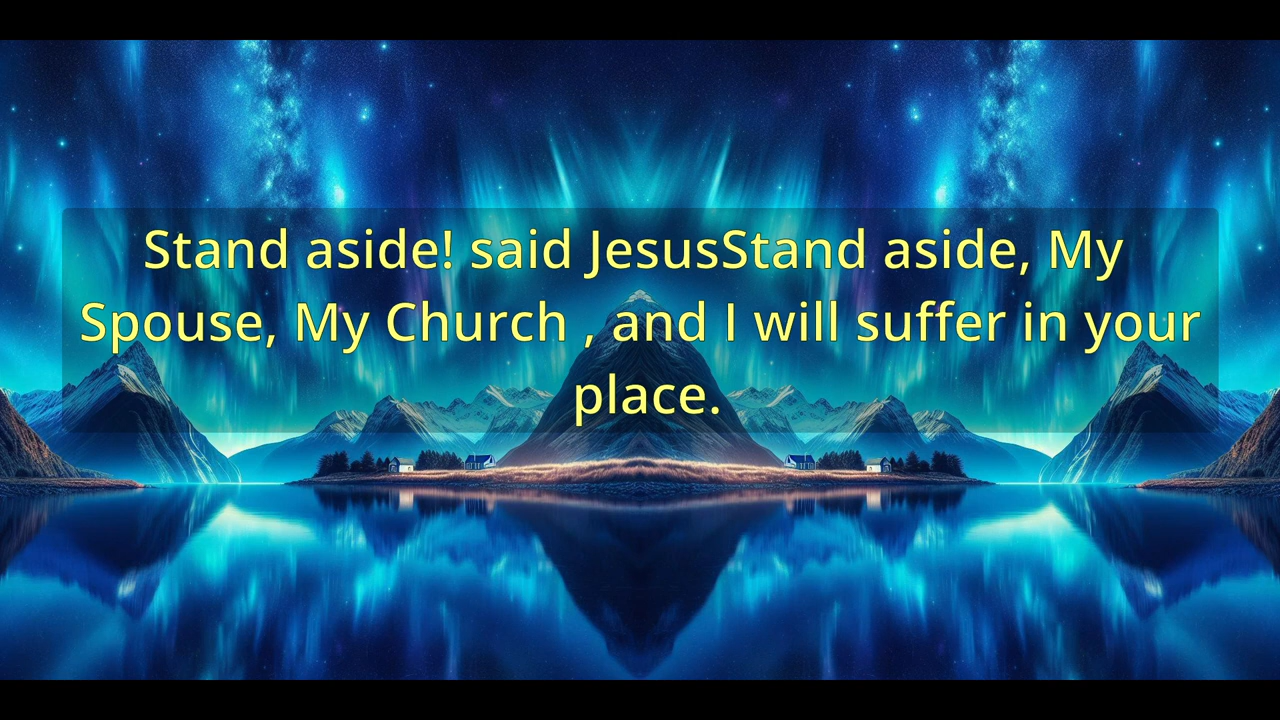 Stand aside! said JesusStand aside, My
Spouse, My Church , and I will suffer in your
place.